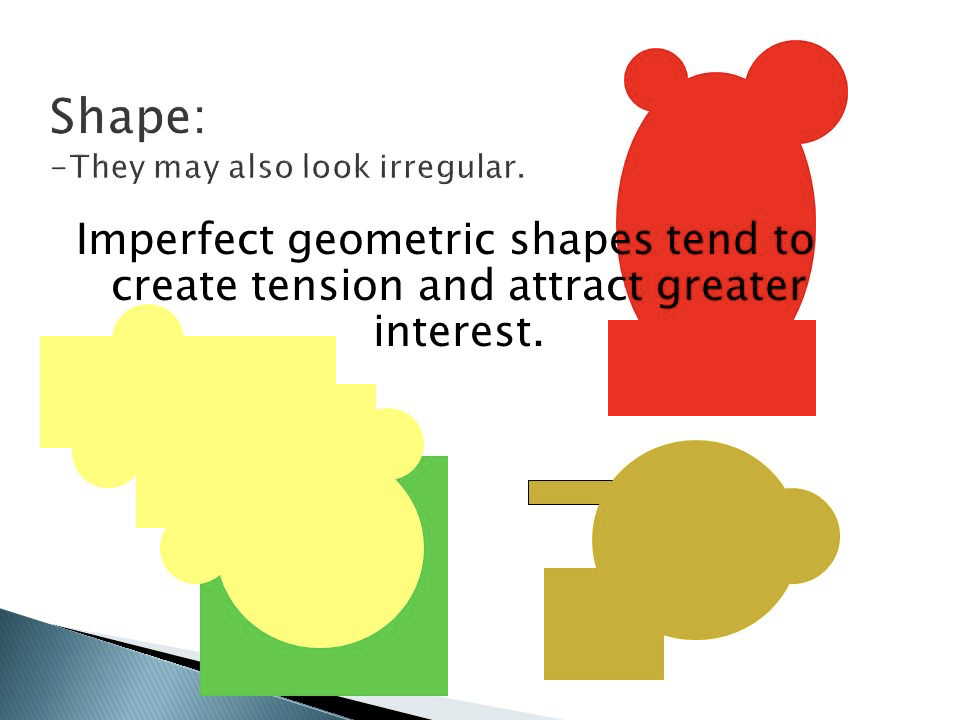 Shape:
-They may also look irregular.
Imperfect geometric shapes tend to
create tension and attract greater
interest.